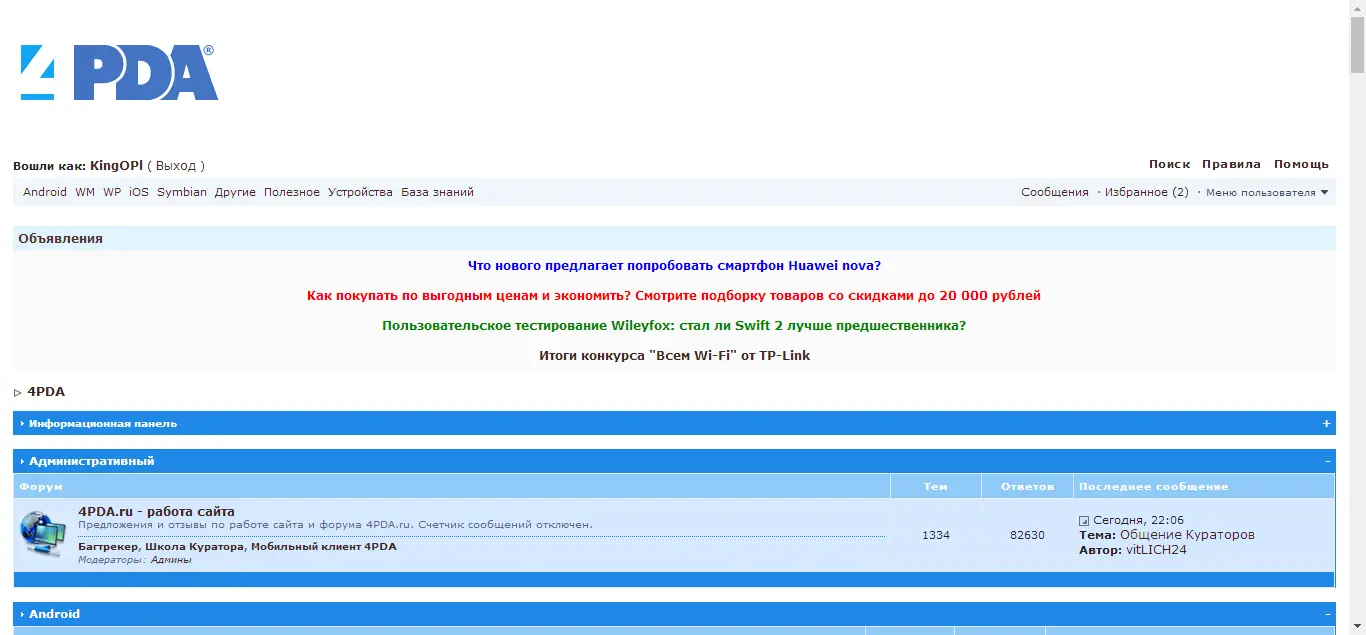 4PDA®
Вошли как: KingOPl ( Выход )
Поиск Правила Помощь
Android WM WP iOS Symbian Другие Полезное Устройства База знаний
Сообщения · Избранное (2) · Меню пользователя
Объявления
Что нового предлагает попробовать смартфон Huawei nova?
Как покупать по выгодным ценам и экономить? Смотрите подборку товаров со скидками до 20 000 рублей
Пользовательское тестирование Wileyfox: стал ли Swift 2 лучше предшественника?
Итоги конкурса "Всем Wi-Fi" от TP-Link
4PDA
Информационная панель +
Административный -
Форум Тем Ответов Последнее сообщение
4PDA.ru - работа сайта
Предложения и отзывы по работе сайта и форума 4PDA.ru. Счетчик сообщений отключен.
Багтрекер, Школа Куратора, Мобильный клиент 4PDA
Модераторы: Админы
1334
82630
Сегодня, 22:06
Тема: Общение Кураторов
Автор: vitLICH24
Android -